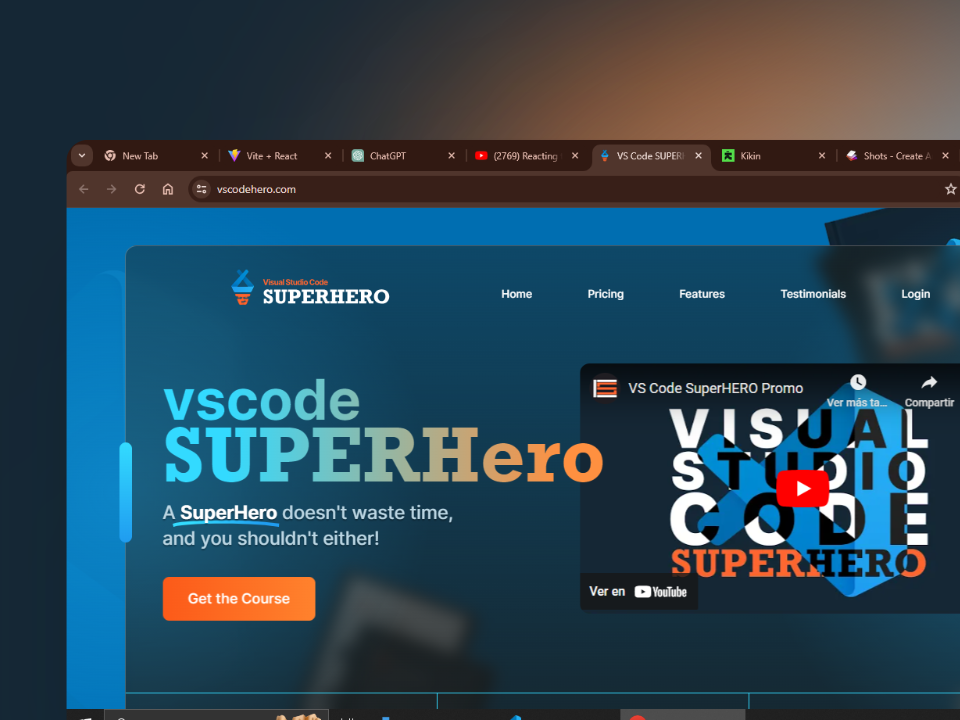 New Tab
Vite + React
ChatGPT
(2769) Reacting
VS Code SUPER
Kikin
Shots - Create A
vscodehero.com
Visual Studio Code
SUPERHERO
Home
Pricing
Features
Testimonials
Login
vscode
SUPERHero
A SuperHero doesn't waste time,
and you shouldn't either!
Get the Course
VS Code SuperHERO Promo
Ver más ta...
Compartir
VISUAL
STUDIO
CODE
SUPERHERO
Ver en YouTube